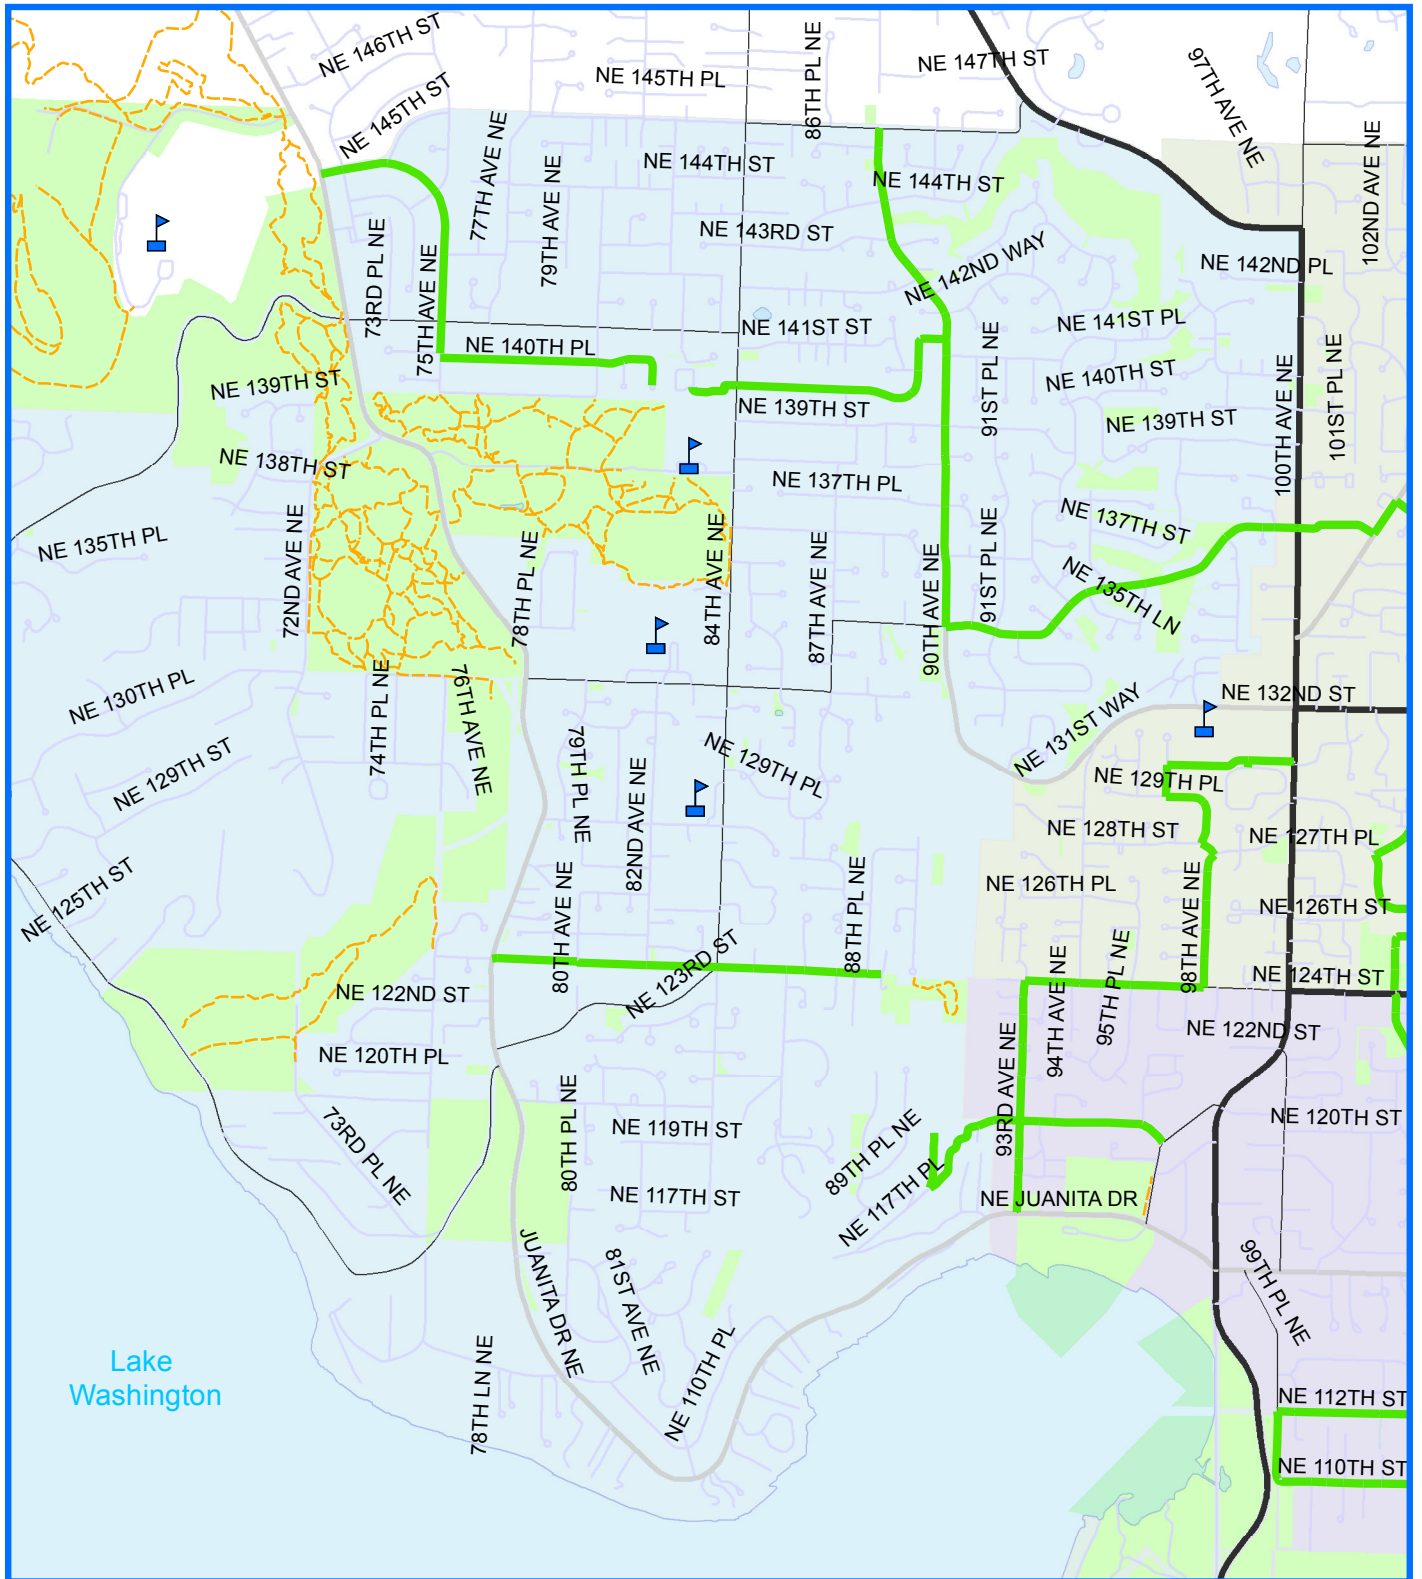 NE 146TH ST
NE 145TH PL
86TH PL NE
NE 147TH ST
97TH AVE NE
NE 145TH ST
77TH AVE NE
79TH AVE NE
NE 144TH ST
NE 144TH ST
102ND AVE NE
73RD PL NE
75TH AVE NE
NE 143RD ST
NE 142ND WAY
NE 142ND PL
NE 141ST ST
NE 141ST PL
NE 140TH PL
91ST PL NE
NE 140TH ST
100TH AVE NE
101ST PL NE
NE 139TH ST
NE 139TH ST
NE 139TH ST
NE 138TH ST
NE 137TH PL
NE 137TH ST
NE 135TH PL
72ND AVE NE
78TH PL NE
84TH AVE NE
87TH AVE NE
90TH AVE NE
91ST PL NE
NE 135TH LN
NE 130TH PL
74TH PL NE
76TH AVE NE
NE 132ND ST
NE 131ST WAY
NE 129TH ST
79TH PL NE
82ND AVE NE
NE 129TH PL
NE 129TH PL
NE 128TH ST
NE 127TH PL
NE 125TH ST
80TH AVE NE
88TH PL NE
NE 126TH PL
98TH AVE NE
NE 126TH ST
NE 123RD ST
NE 122ND ST
94TH AVE NE
95TH PL NE
NE 124TH ST
NE 122ND ST
NE 120TH PL
93RD AVE NE
73RD PL NE
80TH PL NE
NE 119TH ST
89TH PL NE
NE 120TH ST
NE 117TH ST
NE 117TH PL
NE JUANITA DR
JUANITA DR NE
81ST AVE NE
99TH PL NE
NE 110TH PL
78TH LN NE
Lake
Washington
NE 112TH ST
NE 110TH ST